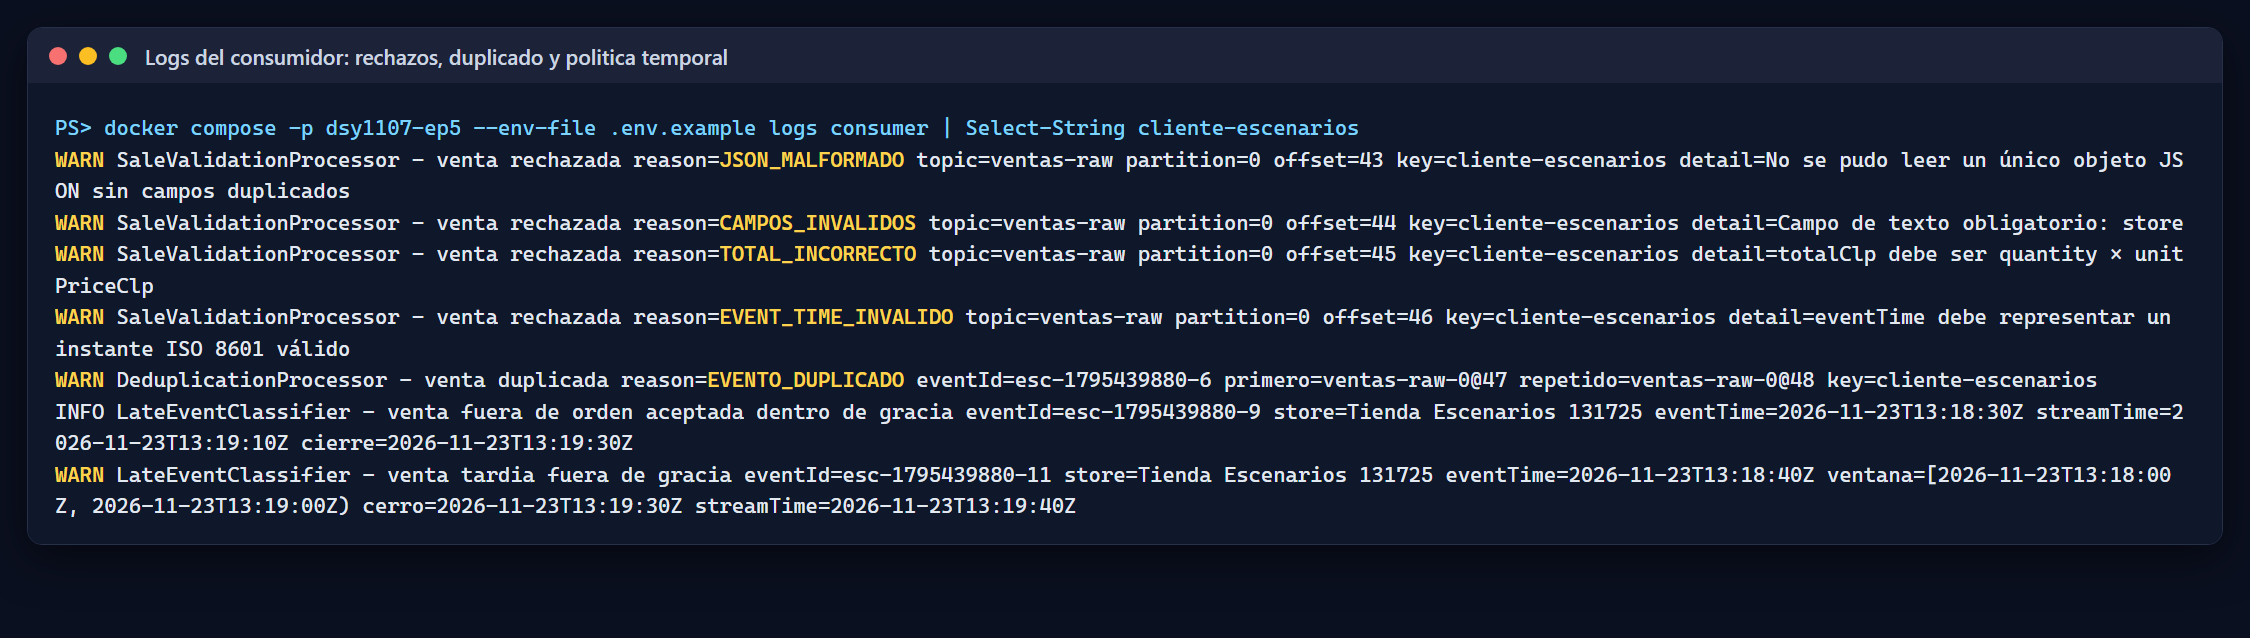 Logs del consumidor: rechazos, duplicado y politica temporal
PS> docker compose -p dsy1107-ep5 --env-file .env.example logs consumer | Select-String cliente-escenarios
WARN SaleValidationProcessor - venta rechazada reason=JSON_MALFORMADO topic=ventas-raw partition=0 offset=43 key=cliente-escenarios detail=No se pudo leer un único objeto JS
ON sin campos duplicados
WARN SaleValidationProcessor - venta rechazada reason=CAMPOS_INVALIDOS topic=ventas-raw partition=0 offset=44 key=cliente-escenarios detail=Campo de texto obligatorio: store
WARN SaleValidationProcessor - venta rechazada reason=TOTAL_INCORRECTO topic=ventas-raw partition=0 offset=45 key=cliente-escenarios detail=totalClp debe ser quantity × unit
PriceClp
WARN SaleValidationProcessor - venta rechazada reason=EVENT_TIME_INVALIDO topic=ventas-raw partition=0 offset=46 key=cliente-escenarios detail=eventTime debe representar un
instante ISO 8601 válido
WARN DeduplicationProcessor - venta duplicada reason=EVENTO_DUPLICADO eventId=esc-1795439880-6 primero=ventas-raw-0@47 repetido=ventas-raw-0@48 key=cliente-escenarios
INFO LateEventClassifier - venta fuera de orden aceptada dentro de gracia eventId=esc-1795439880-9 store=Tienda Escenarios 131725 eventTime=2026-11-23T13:18:30Z streamTime=2
026-11-23T13:19:10Z cierre=2026-11-23T13:19:30Z
WARN LateEventClassifier - venta tardia fuera de gracia eventId=esc-1795439880-11 store=Tienda Escenarios 131725 eventTime=2026-11-23T13:18:40Z ventana=[2026-11-23T13:18:00
Z, 2026-11-23T13:19:00Z) cerro=2026-11-23T13:19:30Z streamTime=2026-11-23T13:19:40Z